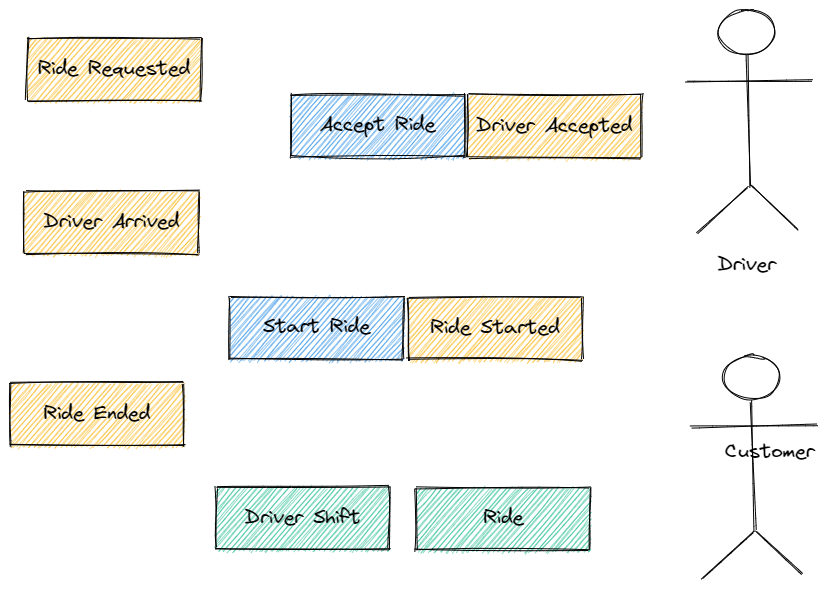 Ride Requested
Accept Ride
Driver Accepted
Driver Arrived
Driver
Start Ride
Ride Started
Ride Ended
Customer
Driver Shift
Ride